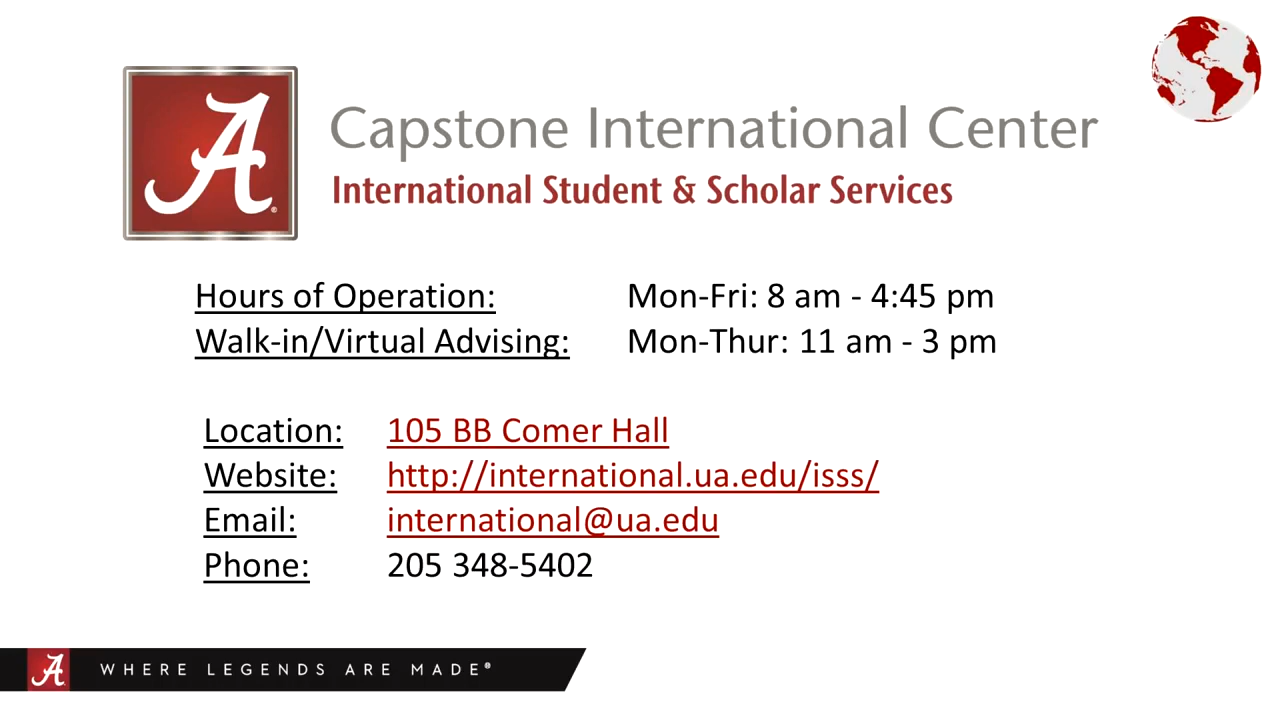 A
Capstone International Center
International Student & Scholar Services
Hours of Operation: Mon-Fri: 8 am - 4:45 pm
Walk-in/Virtual Advising: Mon-Thur: 11 am - 3 pm
Location: 105 BB Comer Hall
Website: http://international.ua.edu/isss/
Email: international@ua.edu
Phone: 205 348-5402
A WHERE LEGENDS ARE MADE®